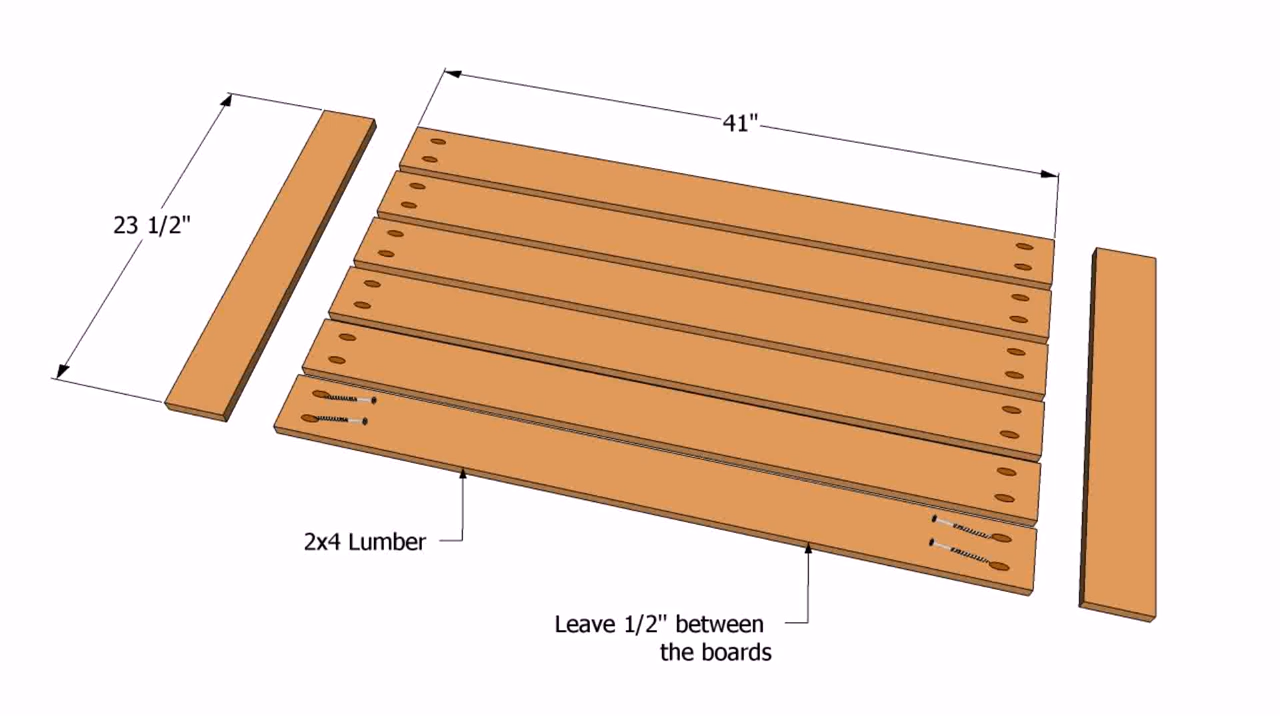 41"
23 1/2"
2x4 Lumber
Leave 1/2" between
the boards